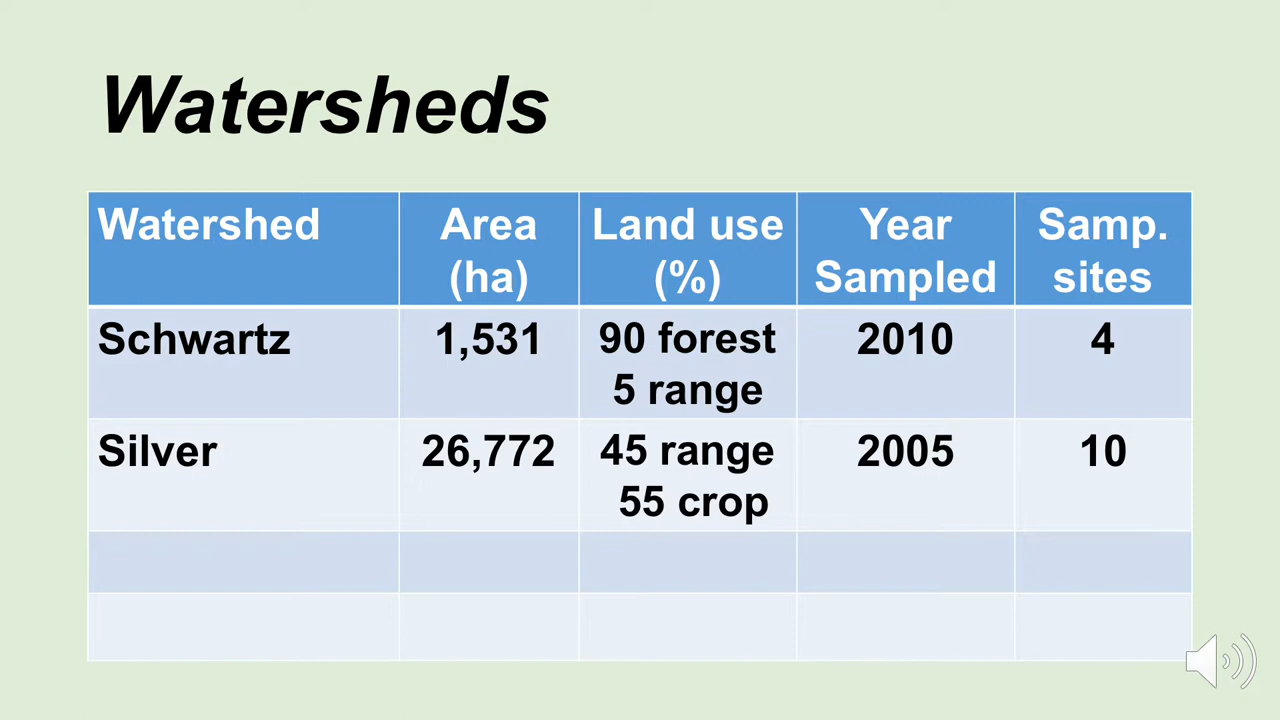 Watersheds
Watershed Area (ha) Land use (%) Year Sampled Samp. sites
Schwartz 1,531 90 forest 2010 4
5 range
Silver 26,772 45 range 2005 10
55 crop